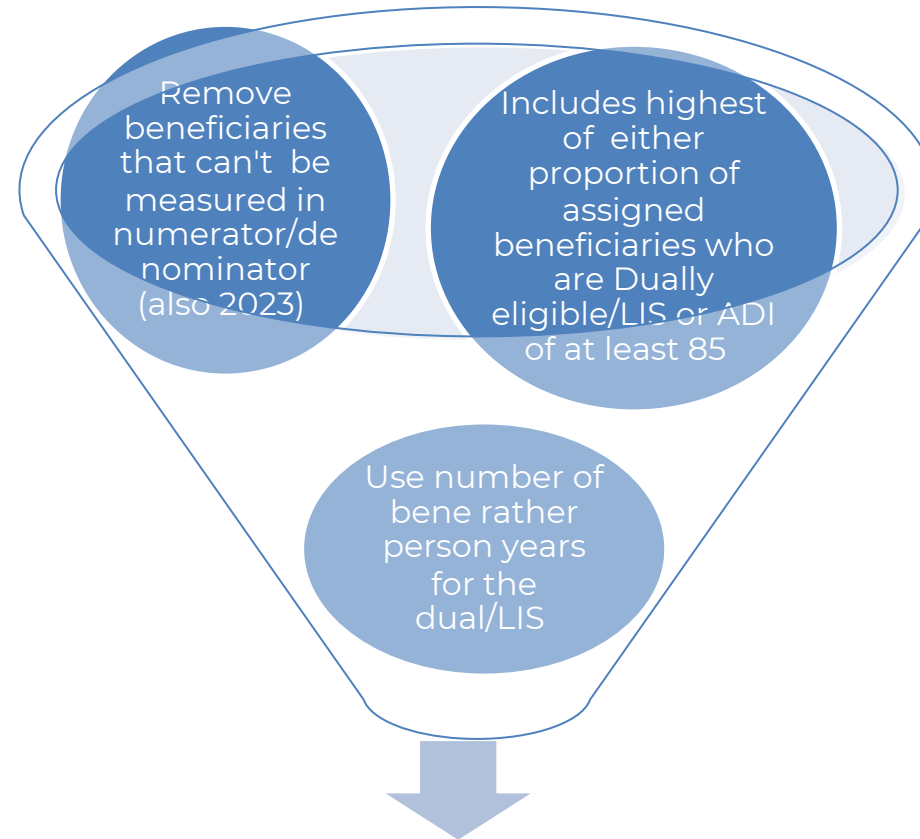 Remove
beneficiaries
that can't be
measured in
numerator/de
nominator
(also 2023)
Includes highest
of either
proportion of
assigned
beneficiaries who
are Dually
eligible/LIS or ADI
of at least 85
Use number of
bene rather
person years
for the
dual/LIS